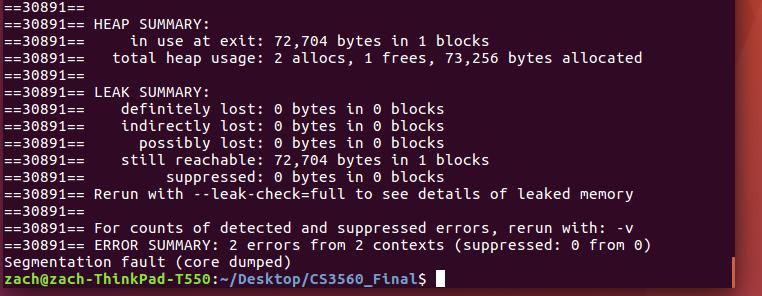 ==30891==
==30891== HEAP SUMMARY:
==30891==     in use at exit: 72,704 bytes in 1 blocks
==30891==   total heap usage: 2 allocs, 1 frees, 73,256 bytes allocated
==30891==
==30891== LEAK SUMMARY:
==30891==    definitely lost: 0 bytes in 0 blocks
==30891==    indirectly lost: 0 bytes in 0 blocks
==30891==      possibly lost: 0 bytes in 0 blocks
==30891==    still reachable: 72,704 bytes in 1 blocks
==30891==         suppressed: 0 bytes in 0 blocks
==30891== Rerun with --leak-check=full to see details of leaked memory
==30891==
==30891== For counts of detected and suppressed errors, rerun with: -v
==30891== ERROR SUMMARY: 2 errors from 2 contexts (suppressed: 0 from 0)
Segmentation fault (core dumped)
zach@zach-ThinkPad-T550:~/Desktop/CS3560_Final$